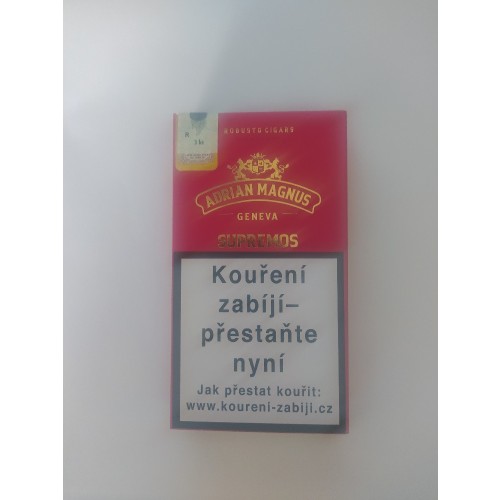 ROBUSTO CIGARS
ADRIAN MAGNUS
GENEVA
SUPREMOS
Kouření
zabíjí–
přestaňte
nyní
Jak přestat kouřit:
www.koureni-zabiji.cz